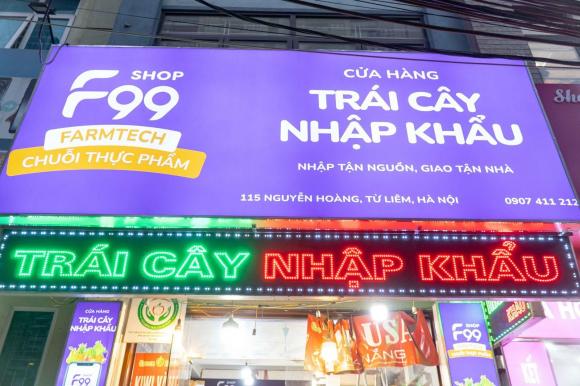 SHOP
F99
FARMTECH
CHUỖI THỰC PHẨM
CỬA HÀNG
TRÁI CÂY
NHẬP KHẨU
NHẬP TẬN NGUỒN, GIAO TẬN NHÀ
115 NGUYỄN HOÀNG, TỪ LIÊM, HÀ NỘI
0907 411 212
TRÁI CÂY NHẬP KHẨU
CỬA HÀNG
TRÁI CÂY
NHẬP KHẨU
F99
USA
SHOP
F99